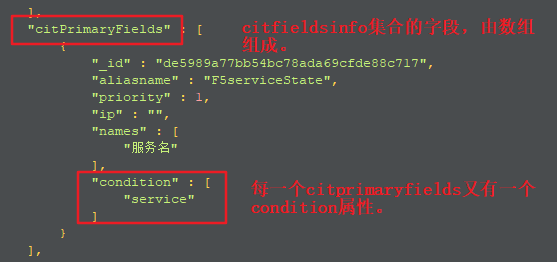 ],
"citPrimaryFields" : [
citfieldsinfo集合的字段，由数组
组成。
{
"_id" : "de5989a77bb54bc78ada69cfde88c717",
"aliasname" : "F5serviceState",
"priority" : 1,
"ip" : "",
"names" : [
"服务名"
],
"condition" : [
每一个citprimaryfields又有一个
"service"
condition属性。
]
}
],